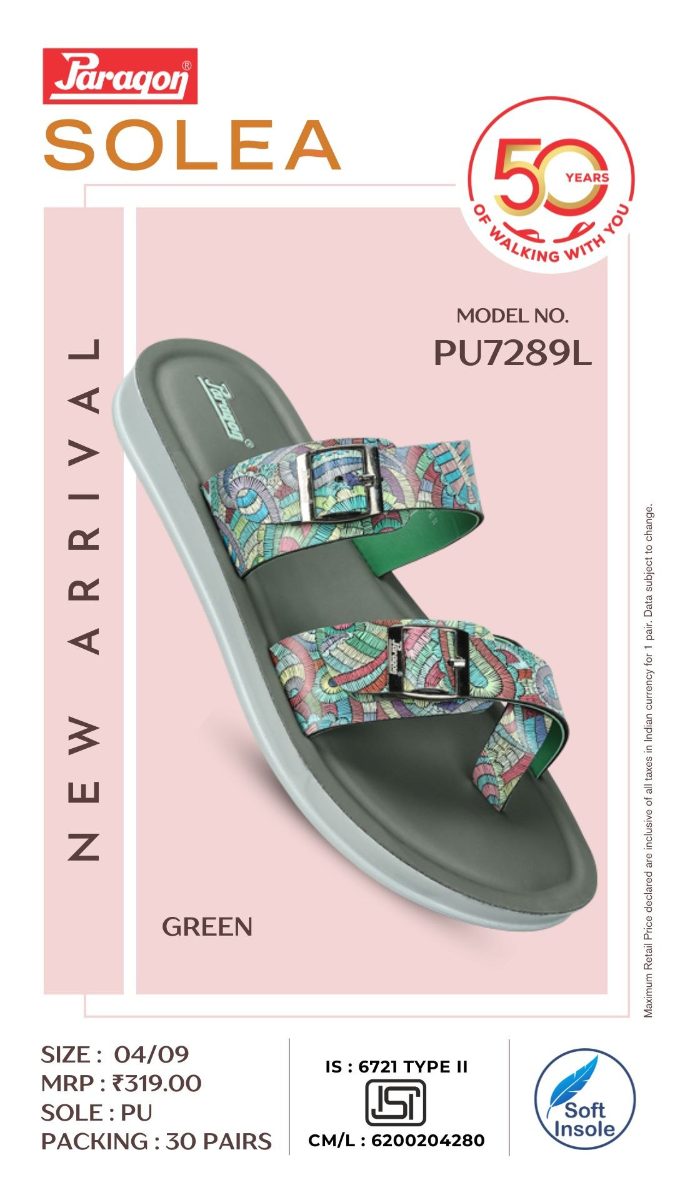 Paragon®
SOLEA
50 YEARS
OF WALKING WITH YOU
MODEL NO.
PU7289L
NEW ARRIVAL
Paragon®
Paragon
GREEN
Maximum Retail Price declared are inclusive of all taxes in Indian currency for 1 pair. Data subject to change.
SIZE : 04/09
MRP : ₹319.00
SOLE : PU
PACKING : 30 PAIRS
IS : 6721 TYPE II
ISI
CM/L : 6200204280
Soft
Insole